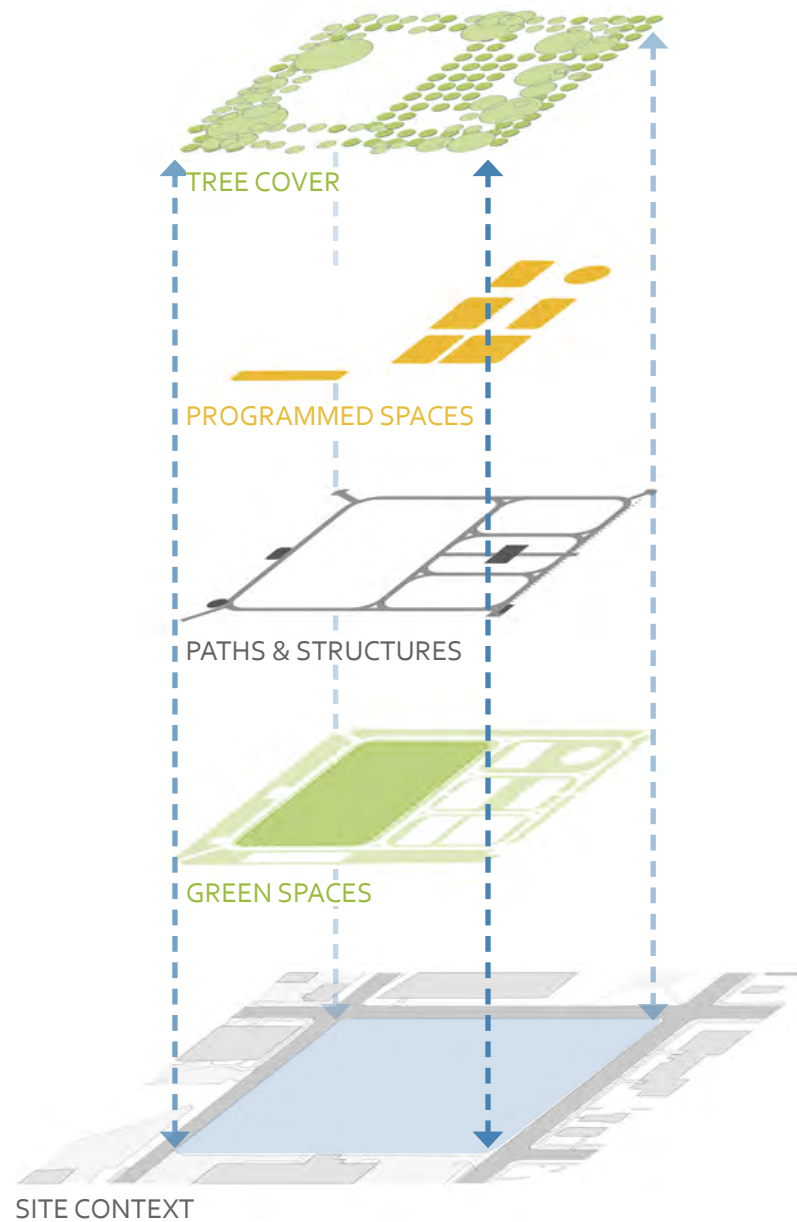 TREE COVER
PROGRAMMED SPACES
PATHS & STRUCTURES
GREEN SPACES
SITE CONTEXT